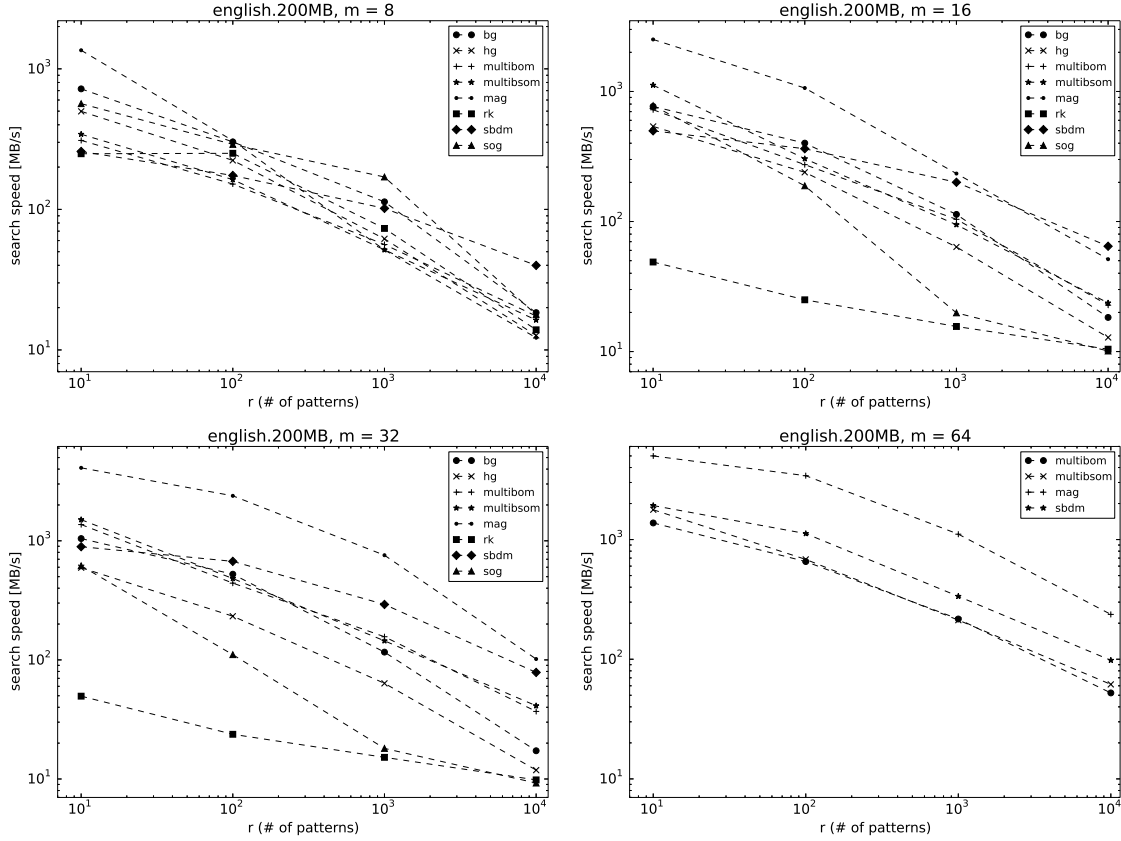 english.200MB, m = 8
search speed [MB/s]
10³
10²
10¹
10¹ 10² 10³ 10⁴
r (# of patterns)
bg
hg
multibom
multibsom
mag
rk
sbdm
sog
english.200MB, m = 16
search speed [MB/s]
10³
10²
10¹
10¹ 10² 10³ 10⁴
r (# of patterns)
bg
hg
multibom
multibsom
mag
rk
sbdm
sog
english.200MB, m = 32
search speed [MB/s]
10³
10²
10¹
10¹ 10² 10³ 10⁴
r (# of patterns)
bg
hg
multibom
multibsom
mag
rk
sbdm
sog
english.200MB, m = 64
search speed [MB/s]
10³
10²
10¹
10¹ 10² 10³ 10⁴
r (# of patterns)
multibom
multibsom
mag
sbdm